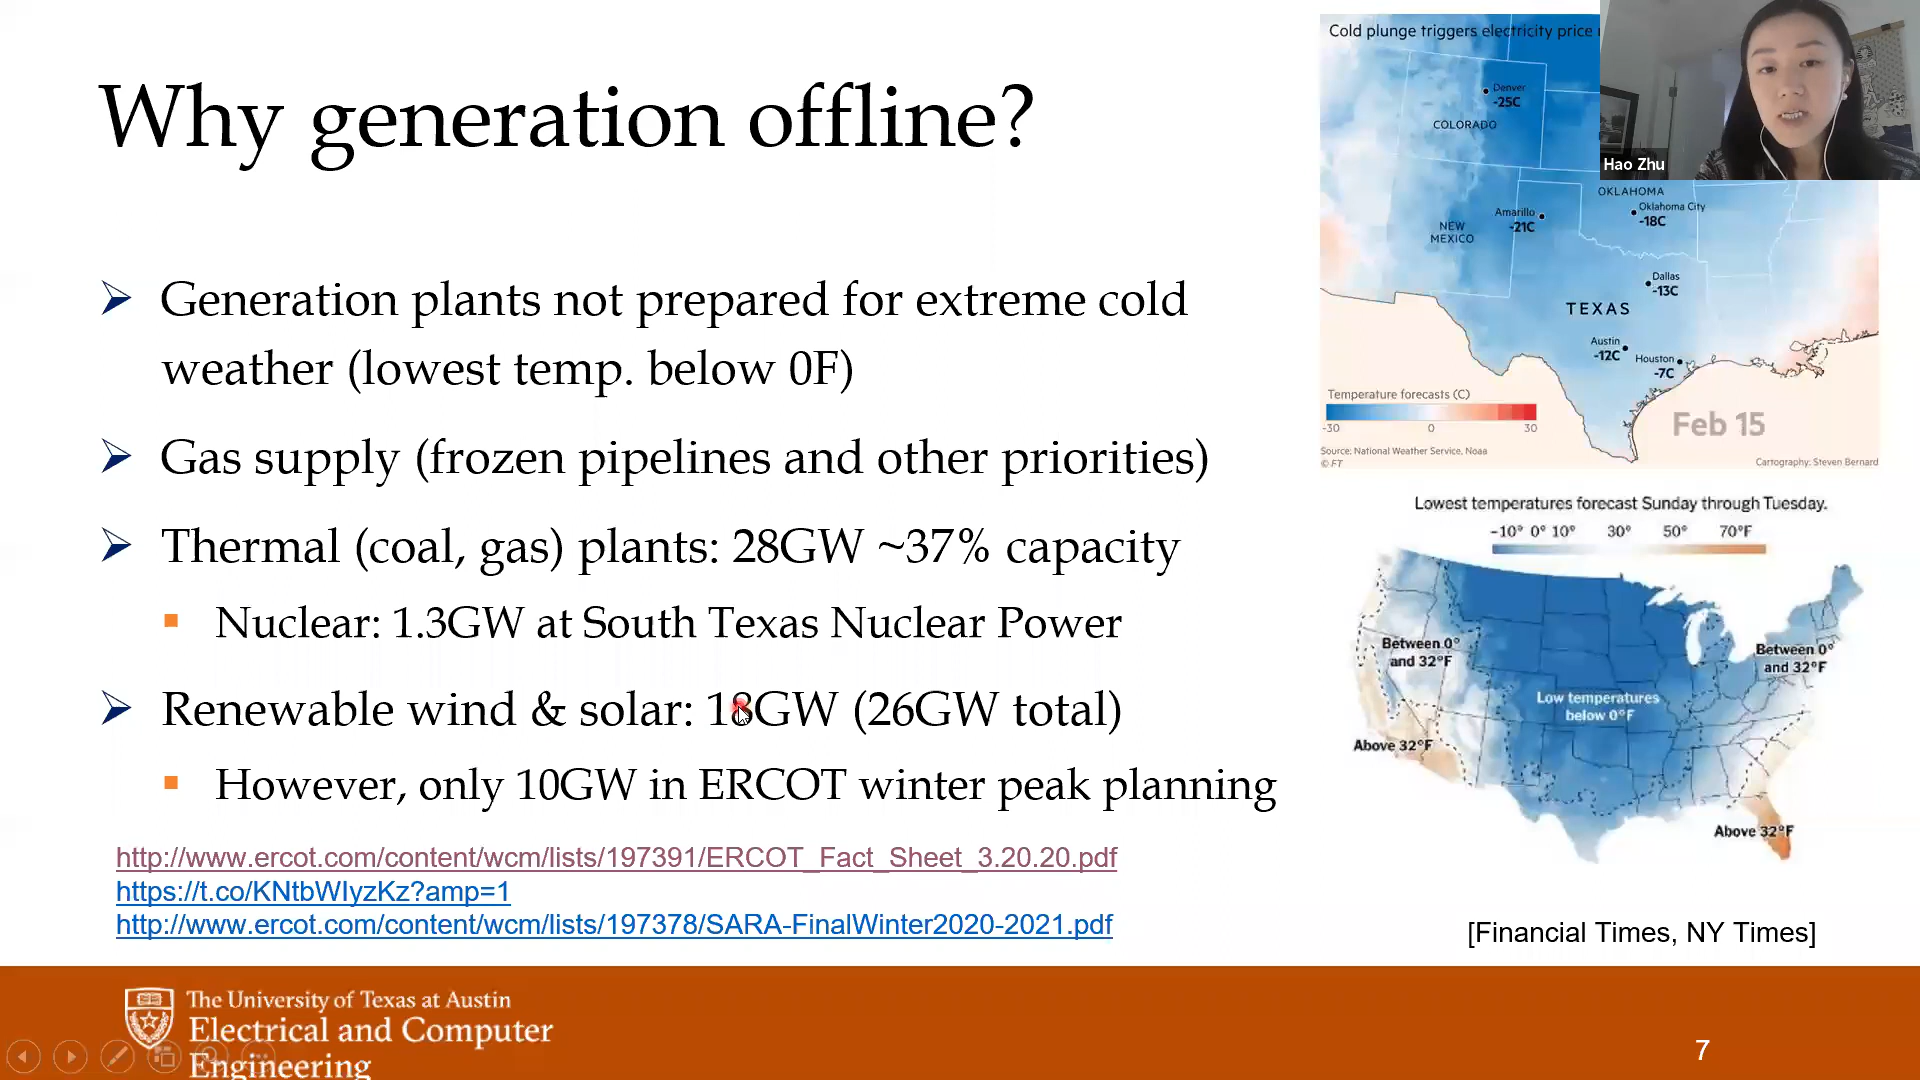 Why generation offline?
Generation plants not prepared for extreme cold
weather (lowest temp. below 0F)
Gas supply (frozen pipelines and other priorities)
Thermal (coal, gas) plants: 28GW ~37% capacity
Nuclear: 1.3GW at South Texas Nuclear Power
Renewable wind & solar: 18GW (26GW total)
However, only 10GW in ERCOT winter peak planning
http://www.ercot.com/content/wcm/lists/197391/ERCOT_Fact_Sheet_3.20.20.pdf
https://t.co/KNtbWIyzKz?amp=1
http://www.ercot.com/content/wcm/lists/197378/SARA-FinalWinter2020-2021.pdf
Cold plunge triggers electricity price
Denver
-25C
COLORADO
Hao Zhu
OKLAHOMA
Oklahoma City
-18C
Amarillo
-21C
NEW
MEXICO
Dallas
-13C
TEXAS
Austin
-12C
Houston
-7C
Temperature forecasts (C)
-30 0 30
Feb 15
Source: National Weather Service, Noaa
© FT
Cartography: Steven Bernard
Lowest temperatures forecast Sunday through Tuesday.
-10° 0° 10° 30° 50° 70°F
Between 0°
and 32°F
Between 0°
and 32°F
Low temperatures
below 0°F
Above 32°F
Above 32°F
[Financial Times, NY Times]
The University of Texas at Austin
Electrical and Computer
Engineering
7